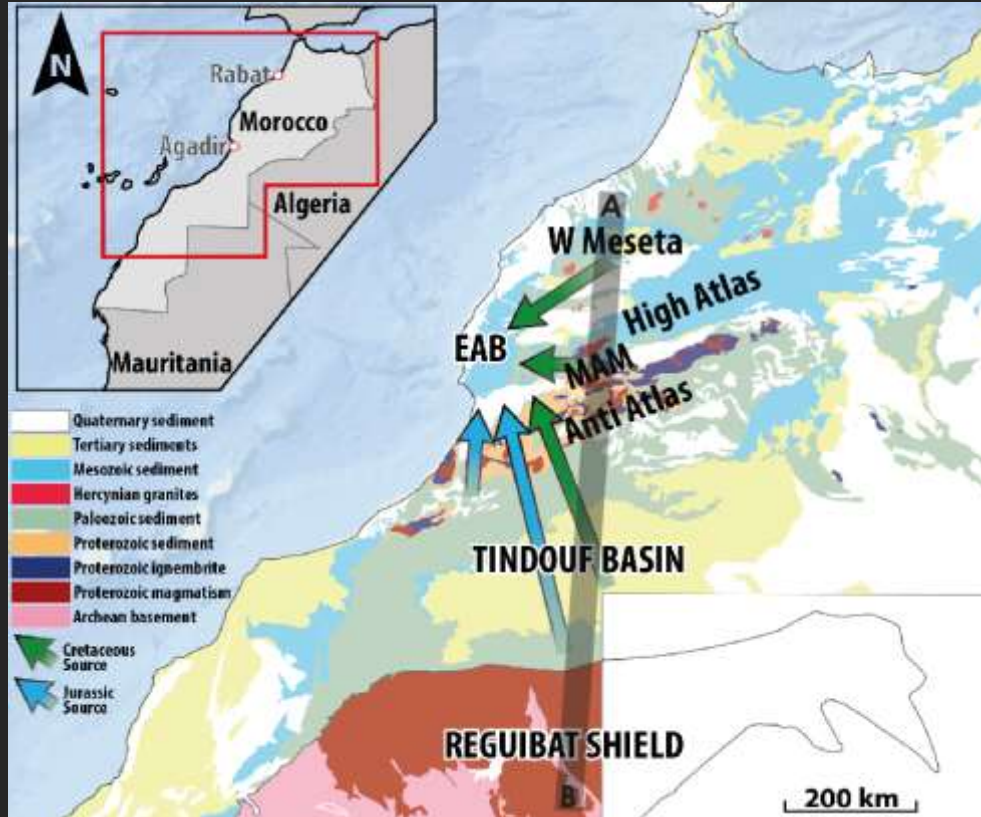 N
Rabat
Morocco
Agadir
Algeria
Mauritania
A
W Meseta
High Atlas
EAB
MAM
Anti Atlas
TINDOUF BASIN
REGUIBAT SHIELD
B
Quaternary sediment
Tertiary sediments
Mesozoic sediment
Hercynian granites
Paleozoic sediment
Proterozoic sediment
Proterozoic ignembrite
Proterozoic magmatism
Archean basement
Cretaceous
Source
Jurassic
Source
200 km